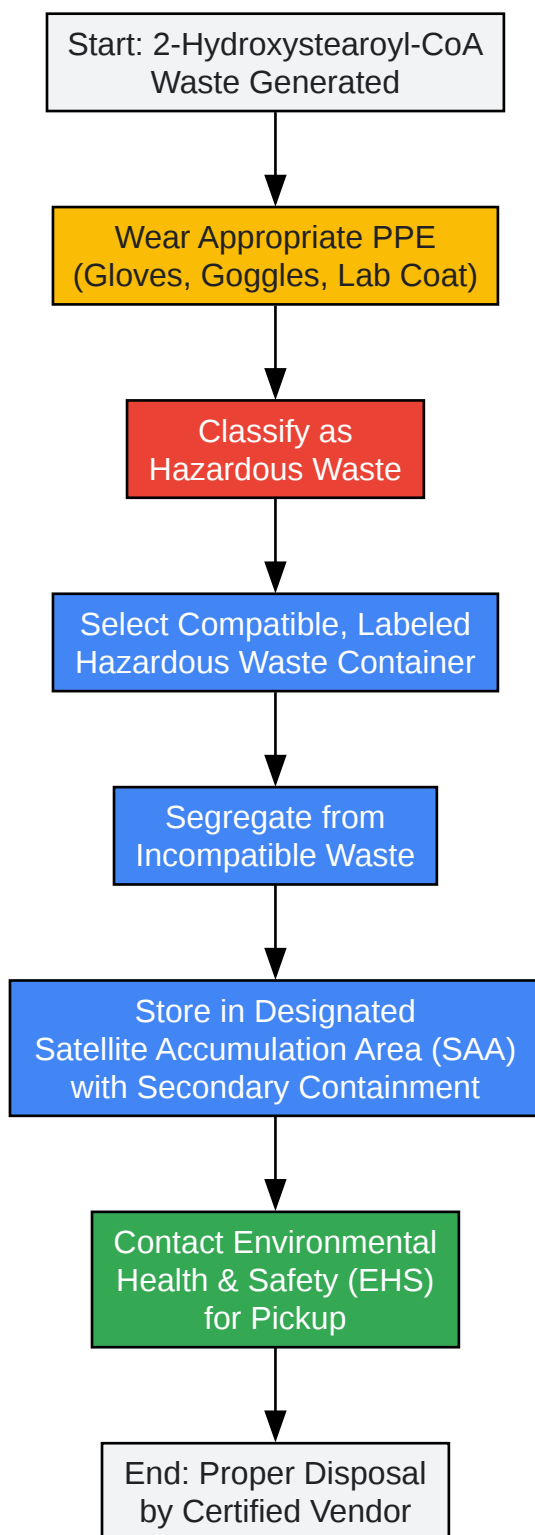 Start: 2-Hydroxystearoyl-CoA
Waste Generated
Wear Appropriate PPE
(Gloves, Goggles, Lab Coat)
Classify as
Hazardous Waste
Select Compatible, Labeled
Hazardous Waste Container
Segregate from
Incompatible Waste
Store in Designated
Satellite Accumulation Area (SAA)
with Secondary Containment
Contact Environmental
Health & Safety (EHS)
for Pickup
End: Proper Disposal
by Certified Vendor